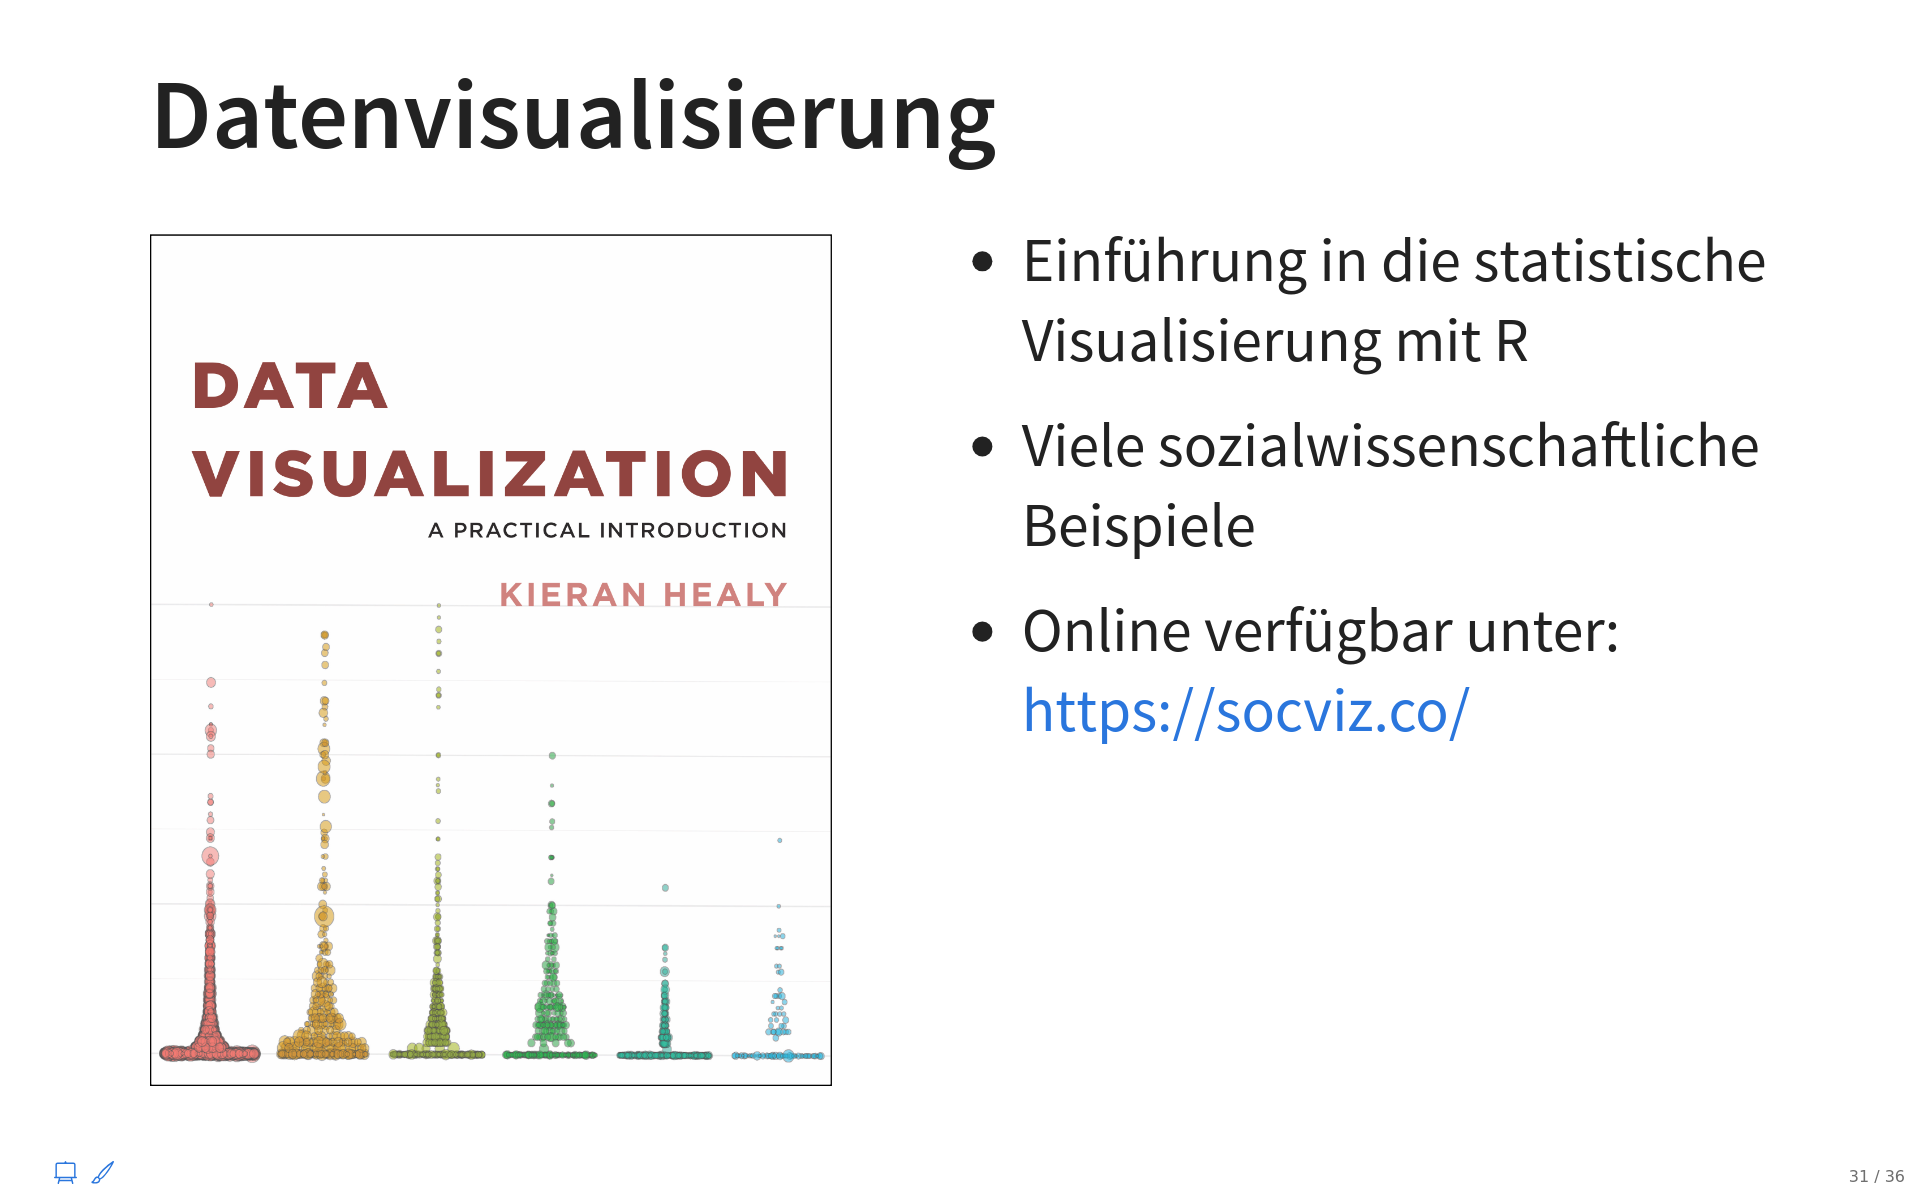 Datenvisualisierung
DATA
VISUALIZATION
A PRACTICAL INTRODUCTION
KIERAN HEALY
• Einführung in die statistische
Visualisierung mit R
• Viele sozialwissenschaftliche
Beispiele
• Online verfügbar unter:
https://socviz.co/
31 / 36